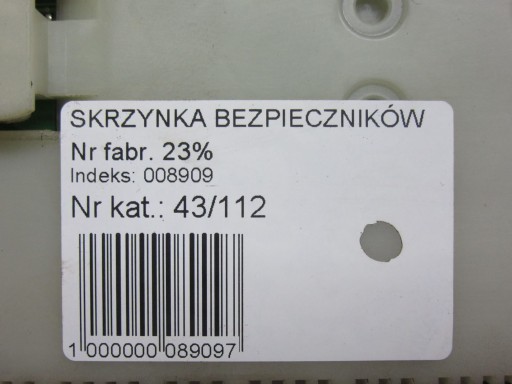 SKRZYNKA BEZPIECZNIKÓW
Nr fabr. 23%
Indeks: 008909
Nr kat.: 43/112
1 000000 089097